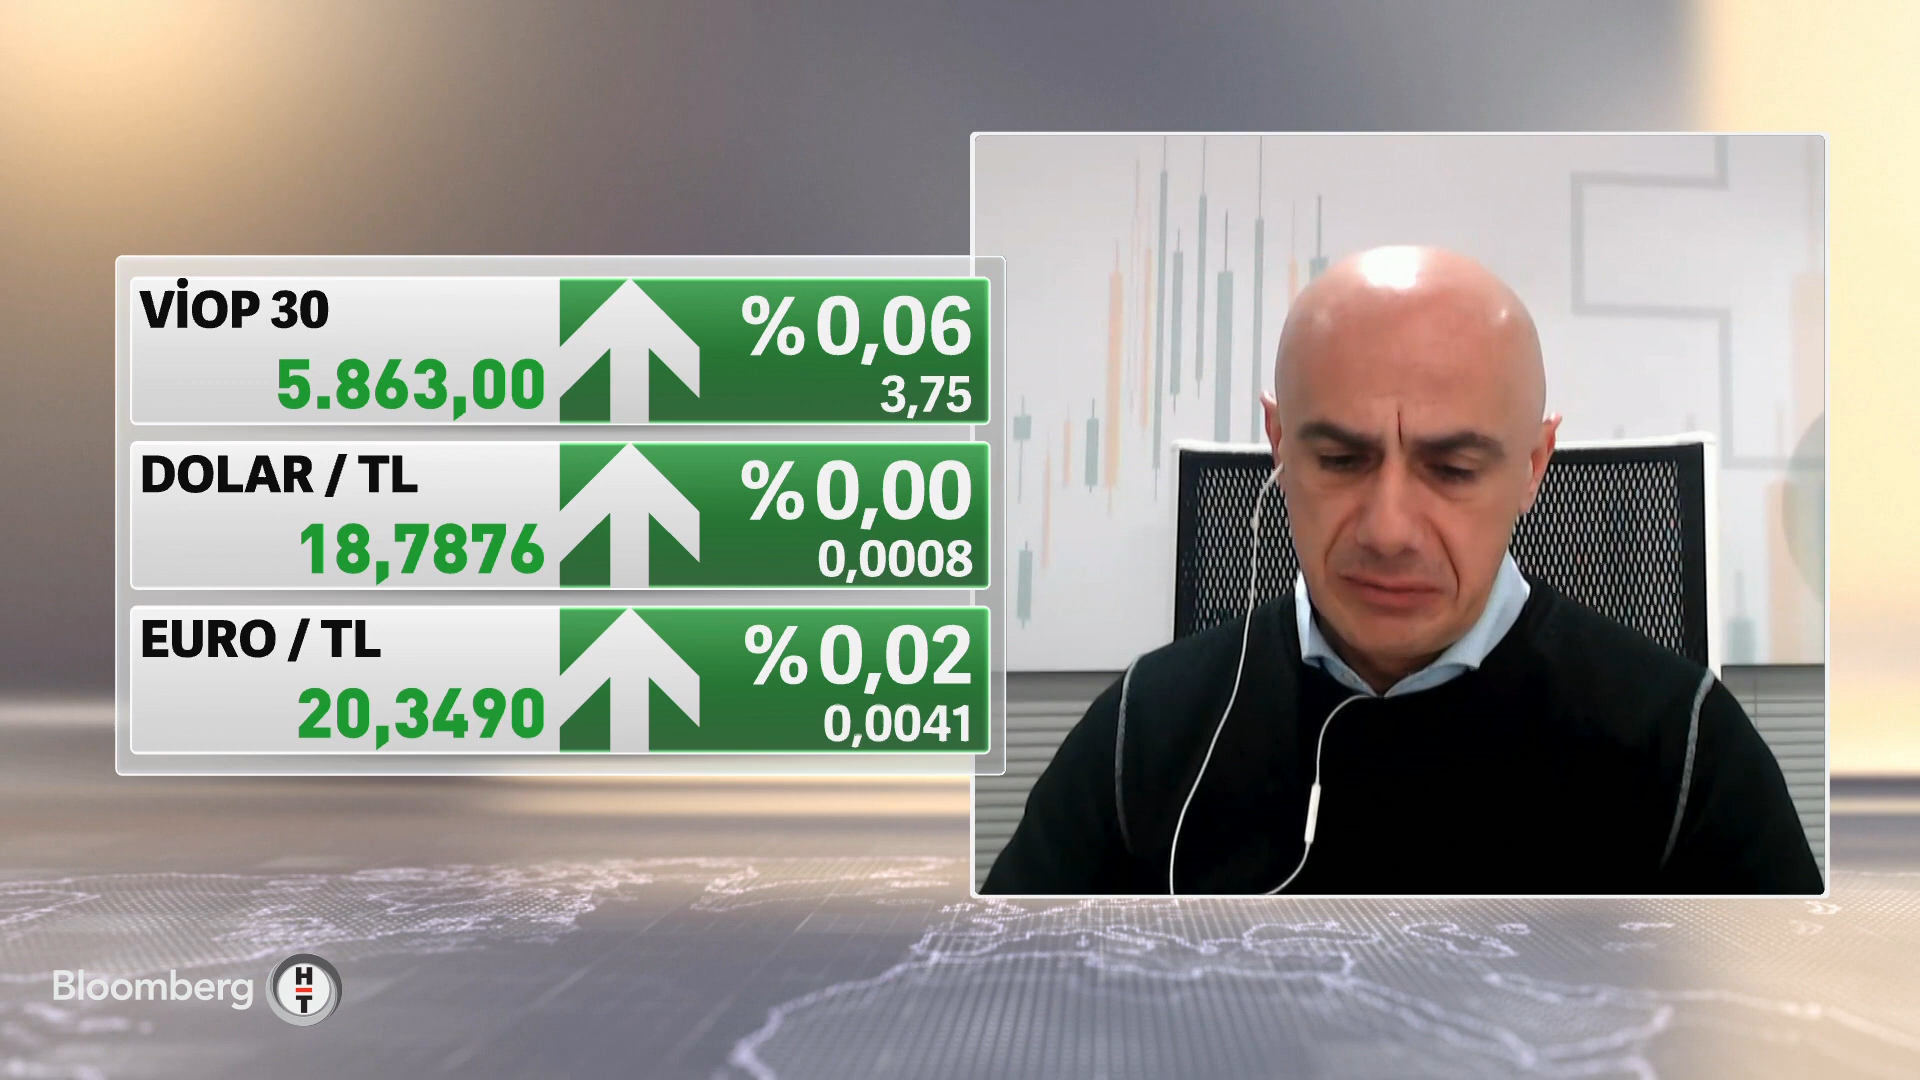 VİOP 30
5.863,00
%0,06
3,75
DOLAR / TL
18,7876
%0,00
0,0008
EURO / TL
20,3490
%0,02
0,0041
Bloomberg HT